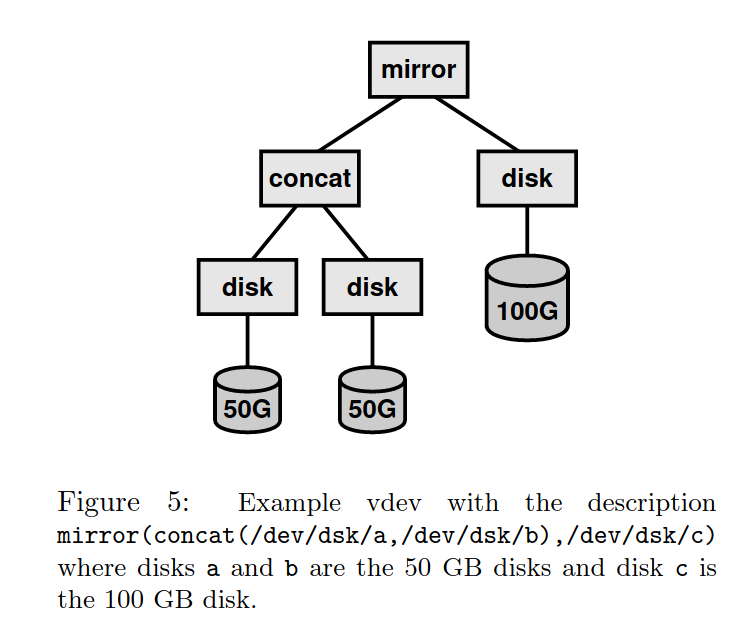 mirror
concat
disk
disk
disk
100G
50G
50G
Figure 5: Example vdev with the description
mirror(concat(/dev/dsk/a,/dev/dsk/b),/dev/dsk/c)
where disks a and b are the 50 GB disks and disk c is
the 100 GB disk.